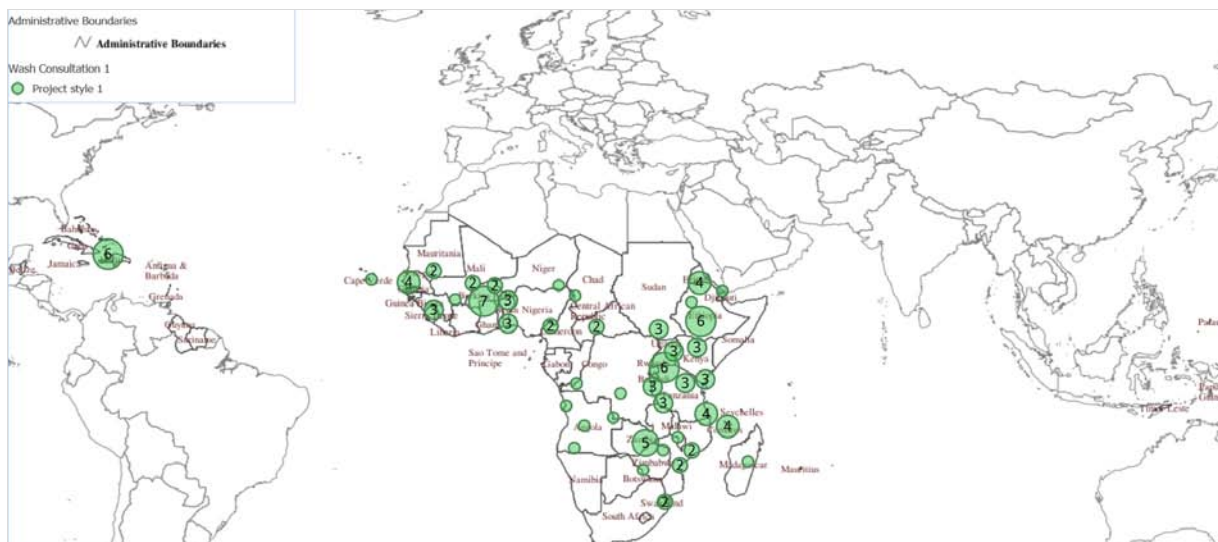 Administrative Boundaries
Administrative Boundaries
Wash Consultation 1
Project style 1
6
Jamaica
Antigua &
Barbuda
Grenada
Guyana
Suriname
Mauritania
2
Mali
Niger
Chad
Sudan
4
Djibouti
Cape Verde
4
2
2
7
3
Nigeria
Central African
Republic
6
Ethiopia
3
Liberia
Ghana
3
2
2
3
Somalia
Sao Tome and
Principe
Gabon
Congo
3
3
Kenya
6
3
3
3
Tanzania
3
4
Seychelles
4
Angola
Malawi
5
2
Zimbabwe
2
Madagascar
Mauritius
Namibia
Botswana
2
Swaziland
South Africa
Timor Leste